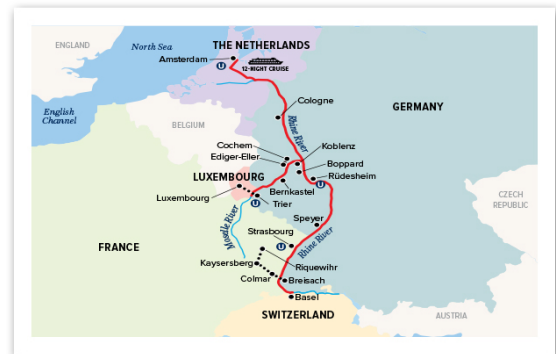 ENGLAND
North Sea
THE NETHERLANDS
Amsterdam
U
12-NIGHT CRUISE
English
Channel
Cologne
GERMANY
BELGIUM
Rhine River
Cochem
Koblenz
Ediger-Eller
Boppard
LUXEMBOURG
Rüdesheim
U
Bernkastel
Luxembourg
Trier
U
CZECH
REPUBLIC
Moselle River
Speyer
Strasbourg
U
Rhine River
FRANCE
Riquewihr
Kaysersberg
Colmar
Breisach
Basel
SWITZERLAND
AUSTRIA